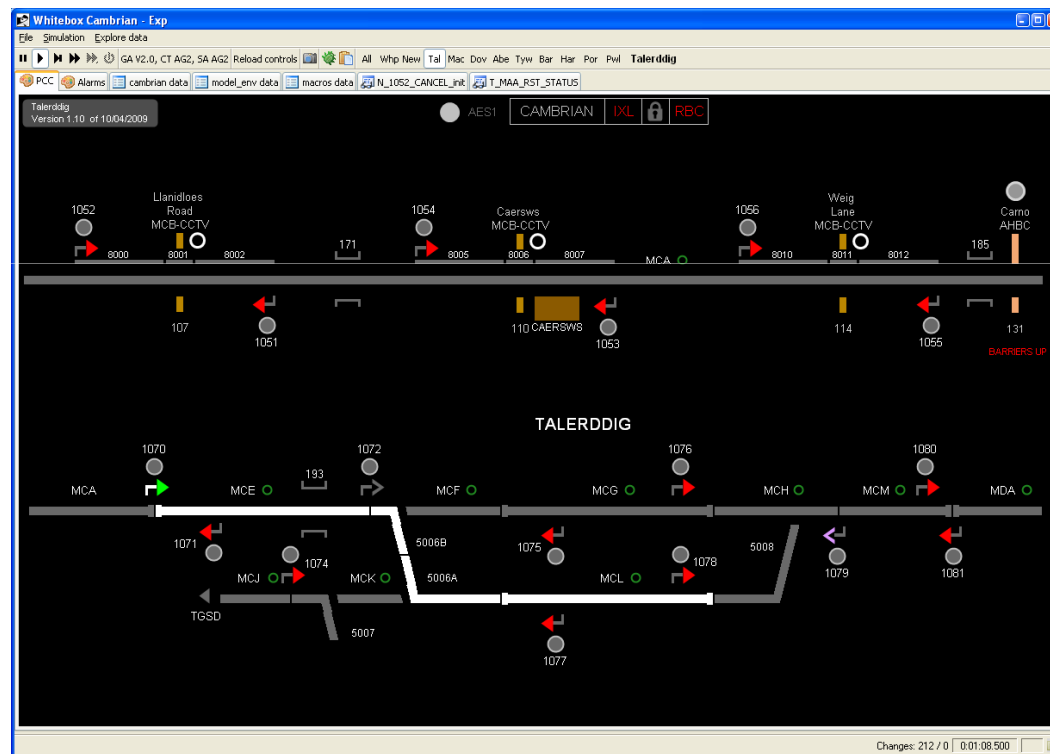 Whitebox Cambrian - Exp
File Simulation Explore data
GA V2.0, CT AG2, SA AG2 Reload controls All Whp New Tal Mac Dov Abe Tyw Bar Har Por Pwl Talerddig
PCC Alarms cambrian data model_env data macros data N_1052_CANCEL_init T_MAA_RST_STATUS
Talerddig
Version 1.10 of 10/04/2009
AES1 CAMBRIAN IXL RBC
Llanidloes
Road
MCB-CCTV
Caersws
MCB-CCTV
Weig
Lane
MCB-CCTV
Carno
AHBC
1052 1054 1056
171 185
8000 8001 8002 8005 8006 8007 MCA 8010 8011 8012
107 1051 110 CAERSWS 1053 114 1055 131
BARRIERS UP
TALERDDIG
1070 1072 1076 1080
193
MCA MCE MCF MCG MCH MCM MDA
1071 1074 5006B 1075 1078 5008 1079 1081
MCJ MCK 5006A MCL
TGSD 5007 1077
Changes: 212 / 0 0:01:08.500